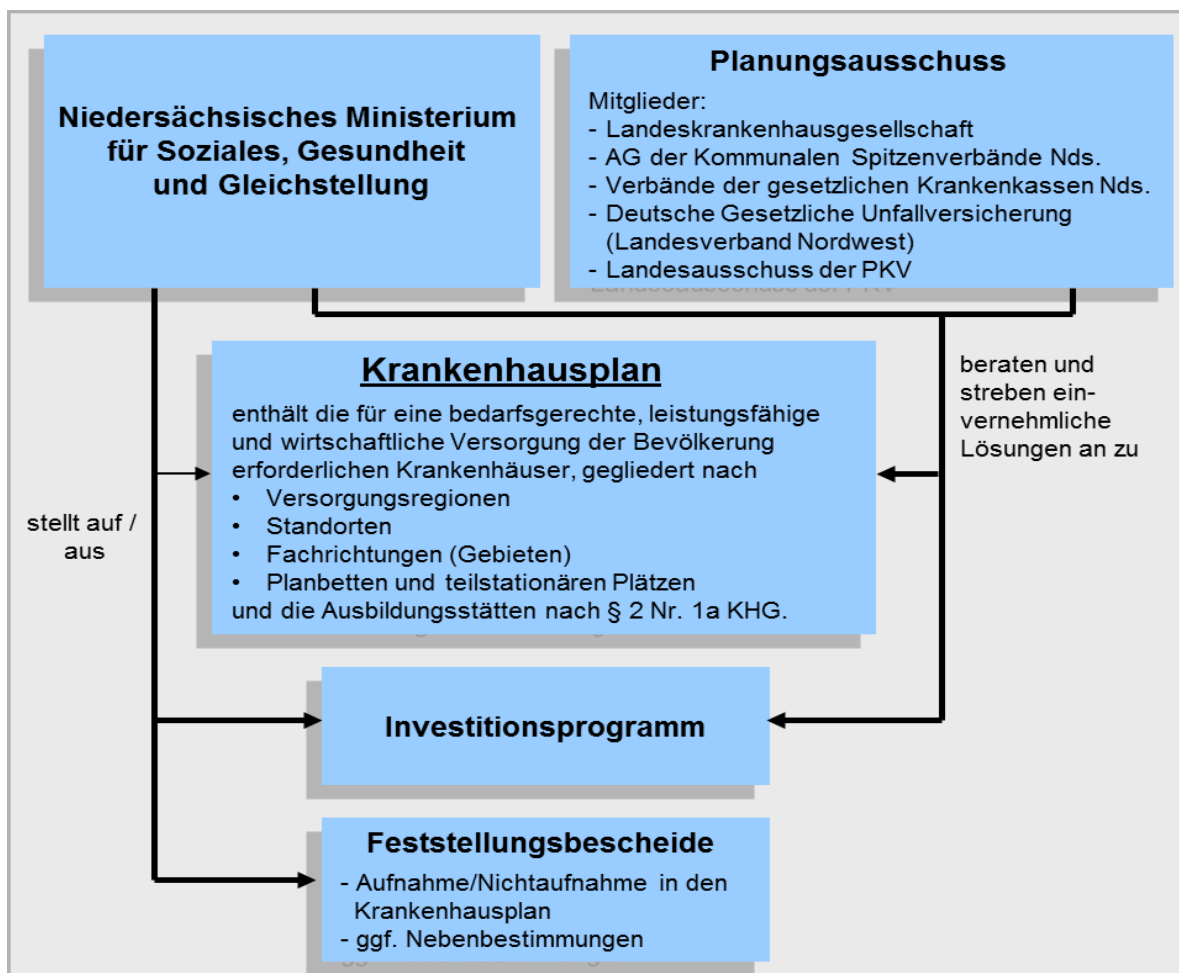 Niedersächsisches Ministerium
für Soziales, Gesundheit
und Gleichstellung
Planungsausschuss
Mitglieder:
- Landeskrankenhausgesellschaft
- AG der Kommunalen Spitzenverbände Nds.
- Verbände der gesetzlichen Krankenkassen Nds.
- Deutsche Gesetzliche Unfallversicherung
(Landesverband Nordwest)
- Landesausschuss der PKV
Krankenhausplan
enthält die für eine bedarfsgerechte, leistungsfähige
und wirtschaftliche Versorgung der Bevölkerung
erforderlichen Krankenhäuser, gegliedert nach
• Versorgungsregionen
• Standorten
• Fachrichtungen (Gebieten)
• Planbetten und teilstationären Plätzen
und die Ausbildungsstätten nach § 2 Nr. 1a KHG.
beraten und
streben ein-
vernehmliche
Lösungen an zu
stellt auf /
aus
Investitionsprogramm
Feststellungsbescheide
- Aufnahme/Nichtaufnahme in den
Krankenhausplan
- ggf. Nebenbestimmungen